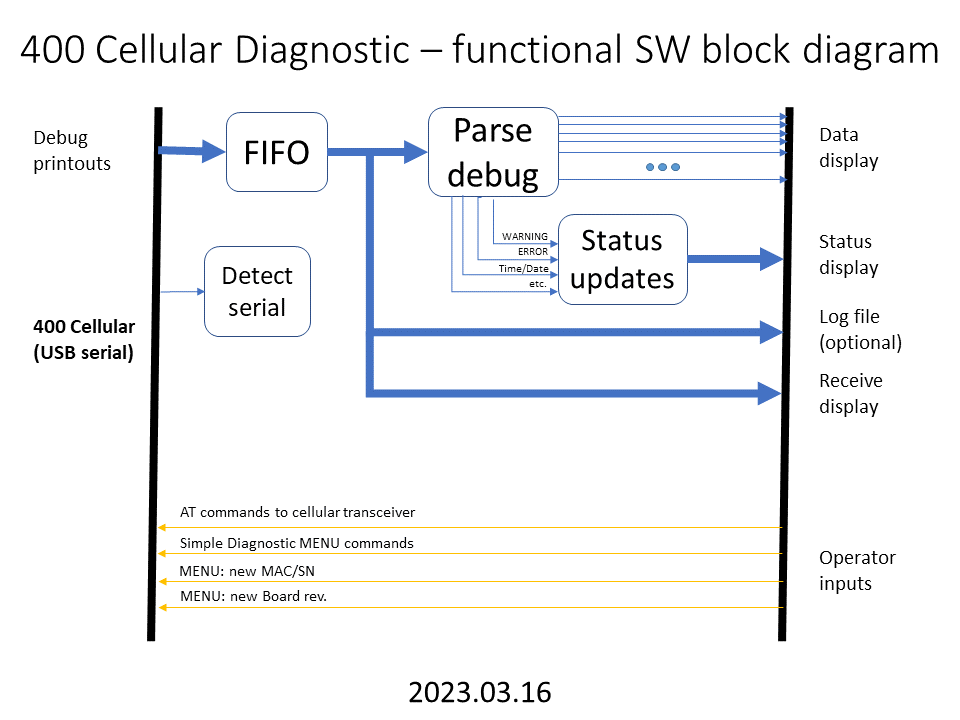 400 Cellular Diagnostic – functional SW block diagram
Debug
printouts
FIFO
Parse
debug
Data
display
WARNING
ERROR
Time/Date
etc.
Status
updates
Status
display
Detect
serial
400 Cellular
(USB serial)
Log file
(optional)
Receive
display
AT commands to cellular transceiver
Simple Diagnostic MENU commands
MENU: new MAC/SN
MENU: new Board rev.
Operator
inputs
2023.03.16